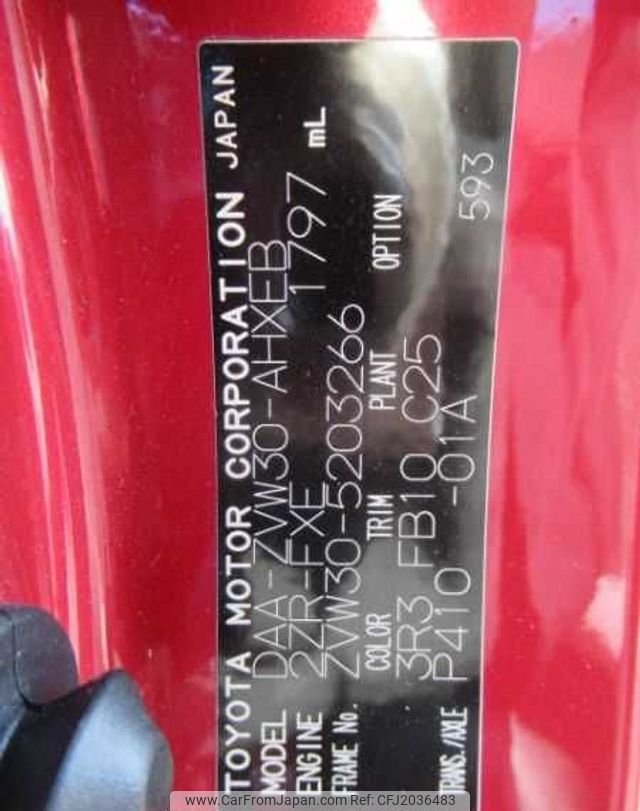 TOYOTA MOTOR CORPORATION JAPAN
MODEL DAA-ZVW30-AHXEB
ENGINE 2ZR-FXE 1797 mL
FRAME No. ZVW30-5203266
COLOR TRIM PLANT OPTION
3R3 FB10 C25
TRANS./AXLE P410 -01A 593
www.CarFromJapan.com | REF ID: CFJ2036483